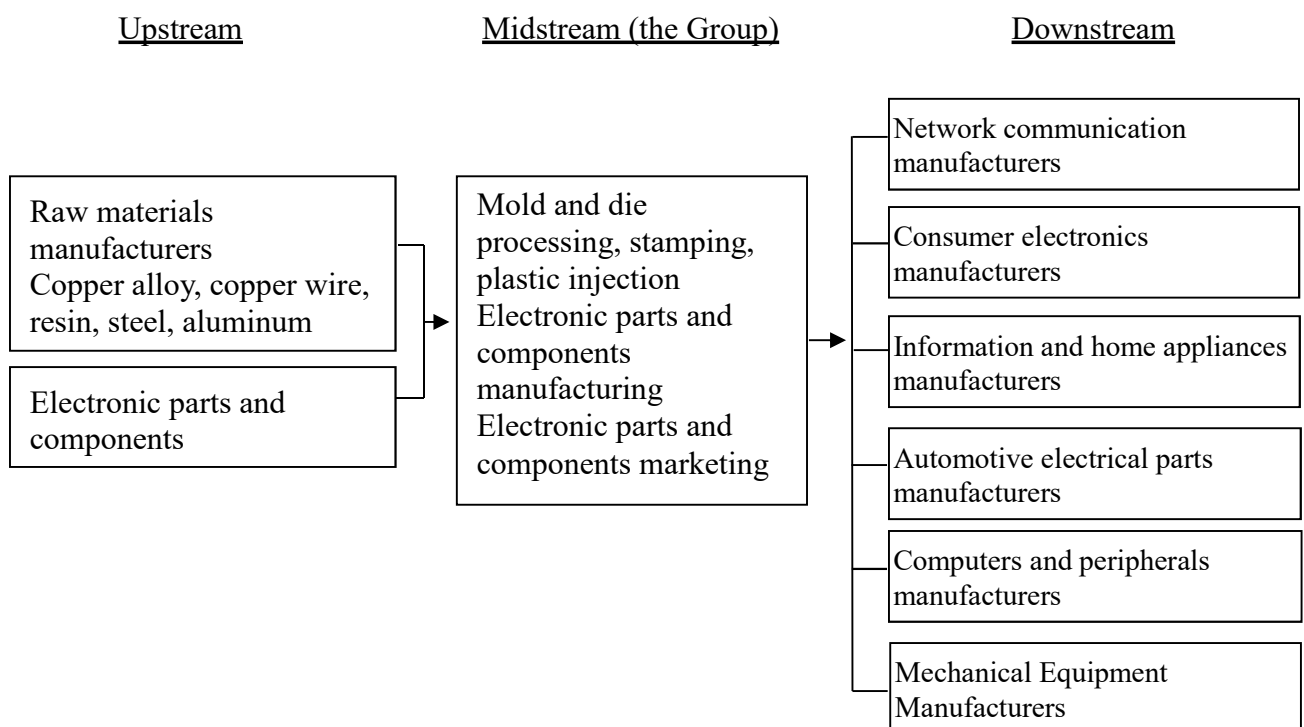 Upstream
Midstream (the Group)
Downstream
Raw materials
manufacturers
Copper alloy, copper wire,
resin, steel, aluminum
Electronic parts and
components
Mold and die
processing, stamping,
plastic injection
Electronic parts and
components
manufacturing
Electronic parts and
components marketing
Network communication
manufacturers
Consumer electronics
manufacturers
Information and home appliances
manufacturers
Automotive electrical parts
manufacturers
Computers and peripherals
manufacturers
Mechanical Equipment
Manufacturers